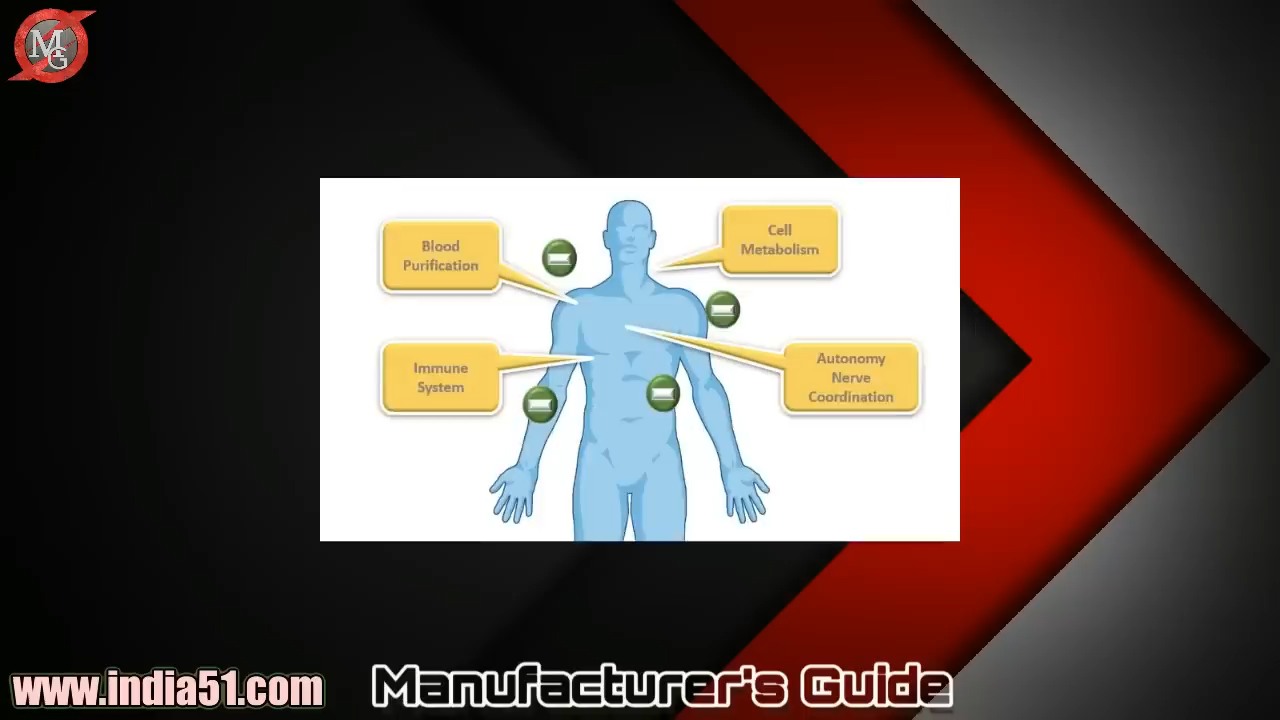 MG
Blood
Purification
Cell
Metabolism
Immune
System
Autonomy
Nerve
Coordination
www.india51.com
Manufacturer's Guide